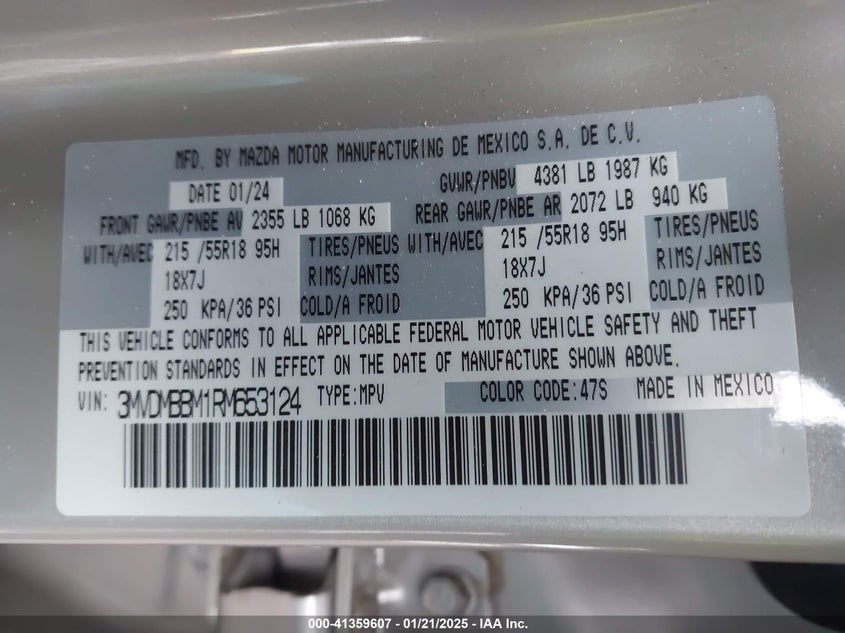 MFD. BY MAZDA MOTOR MANUFACTURING DE MEXICO S.A. DE C.V.
DATE 01/24 GVWR/PNBV 4381 LB 1987 KG
FRONT GAWR/PNBE AV 2355 LB 1068 KG REAR GAWR/PNBE AR 2072 LB 940 KG
WITH/AVEC 215 /55R18 95H TIRES/PNEUS WITH/AVEC 215 /55R18 95H TIRES/PNEUS
18X7J RIMS/JANTES 18X7J RIMS/JANTES
250 KPA/36 PSI COLD/A FROID 250 KPA/36 PSI COLD/A FROID
THIS VEHICLE CONFORMS TO ALL APPLICABLE FEDERAL MOTOR VEHICLE SAFETY AND THEFT
PREVENTION STANDARDS IN EFFECT ON THE DATE OF MANUFACTURE SHOWN ABOVE.
VIN: 3MVDMBBM1RM653124 TYPE:MPV COLOR CODE:47S MADE IN MEXICO
000-41359607 - 01/21/2025 - IAA Inc.